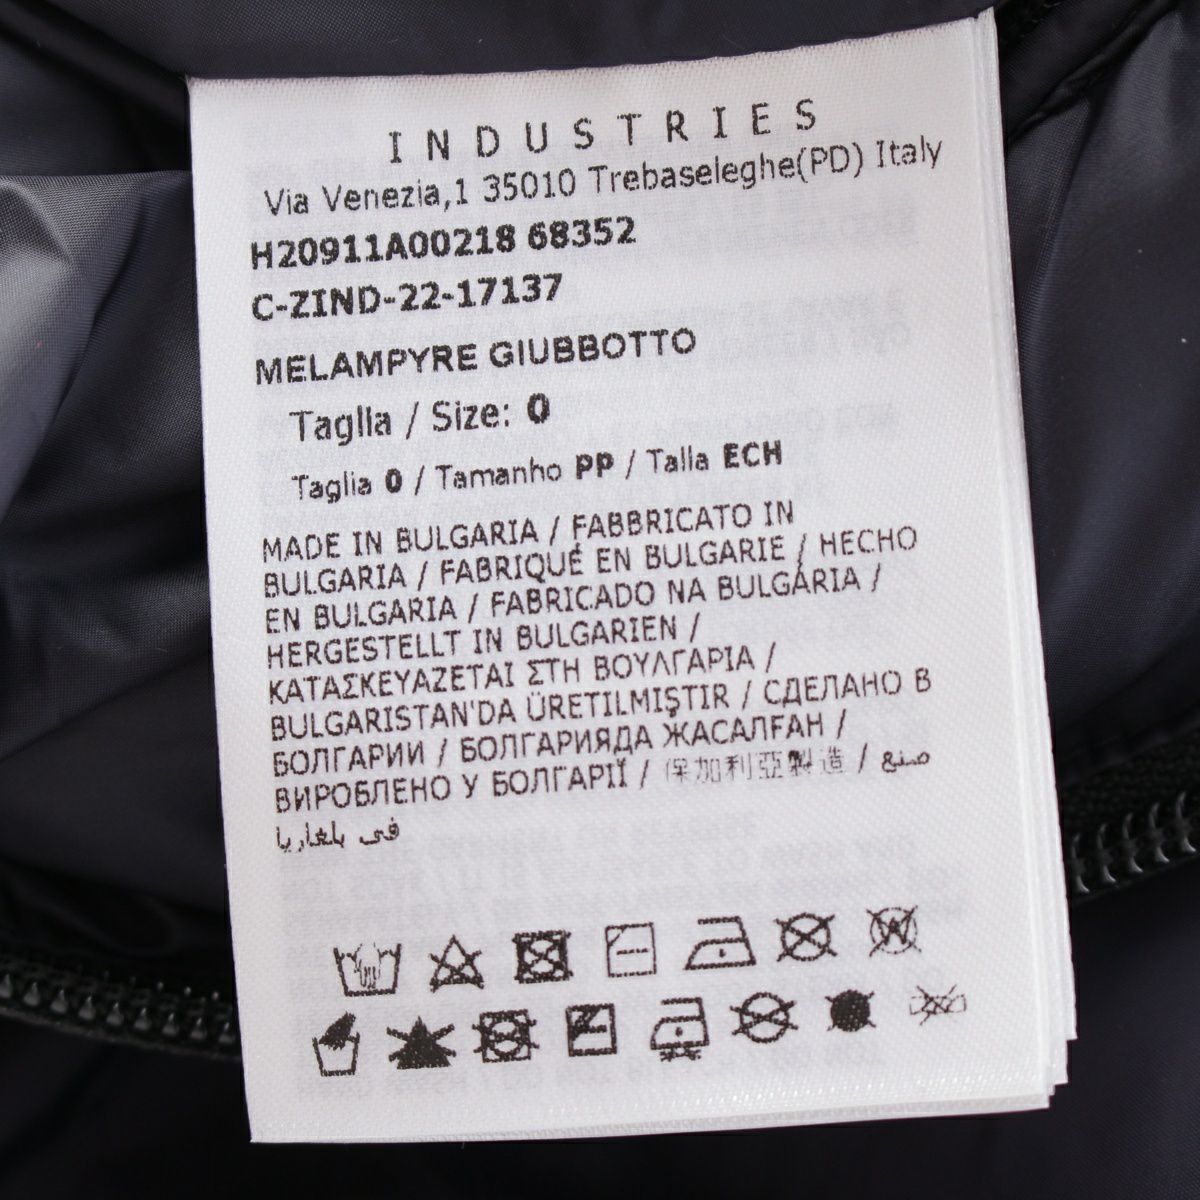 INDUSTRIES
Via Venezia,1 35010 Trebaseleghe(PD) Italy
H20911A00218 68352
C-ZIND-22-17137
MELAMPYRE GIUBBOTTO
Taglia / Size: 0
Taglia 0 / Tamanho PP / Talla ECH
MADE IN BULGARIA / FABBRICATO IN
BULGARIA / FABRIQUÉ EN BULGARIE / HECHO
EN BULGARIA / FABRICADO NA BULGÁRIA /
HERGESTELLT IN BULGARIEN /
ΚΑΤΑΣΚΕΥΑΖΕΤΑΙ ΣΤΗ ΒΟΥΛΓΑΡΙΑ /
BULGARISTAN'DA ÜRETILMIŞTIR / СДЕЛАНО В
БОЛГАРИИ / БОЛГАРИЯДА ЖАСАЛҒАН /
ВИРОБЛЕНО У БОЛГАРІЇ / 保加利亞製造 / صنع
في بلغاريا